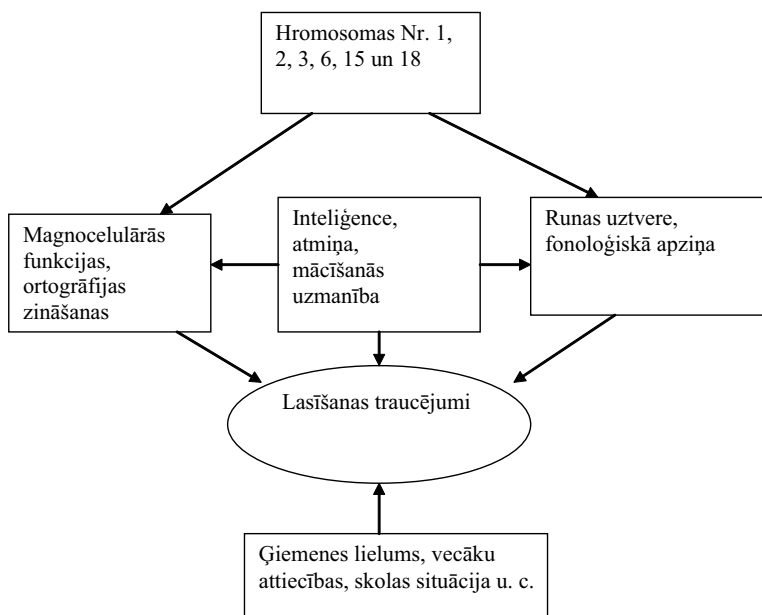 Hromosomas Nr. 1,
2, 3, 6, 15 un 18
Magnocelulārās
funkcijas,
ortogrāfijas
zināšanas
Inteliģence,
atmiņa,
mācīšanās
uzmanība
Runas uztvere,
fonoloģiskā apziņa
Lasīšanas traucējumi
Ģiemenes lielums, vecāku
attiecības, skolas situācija u. c.